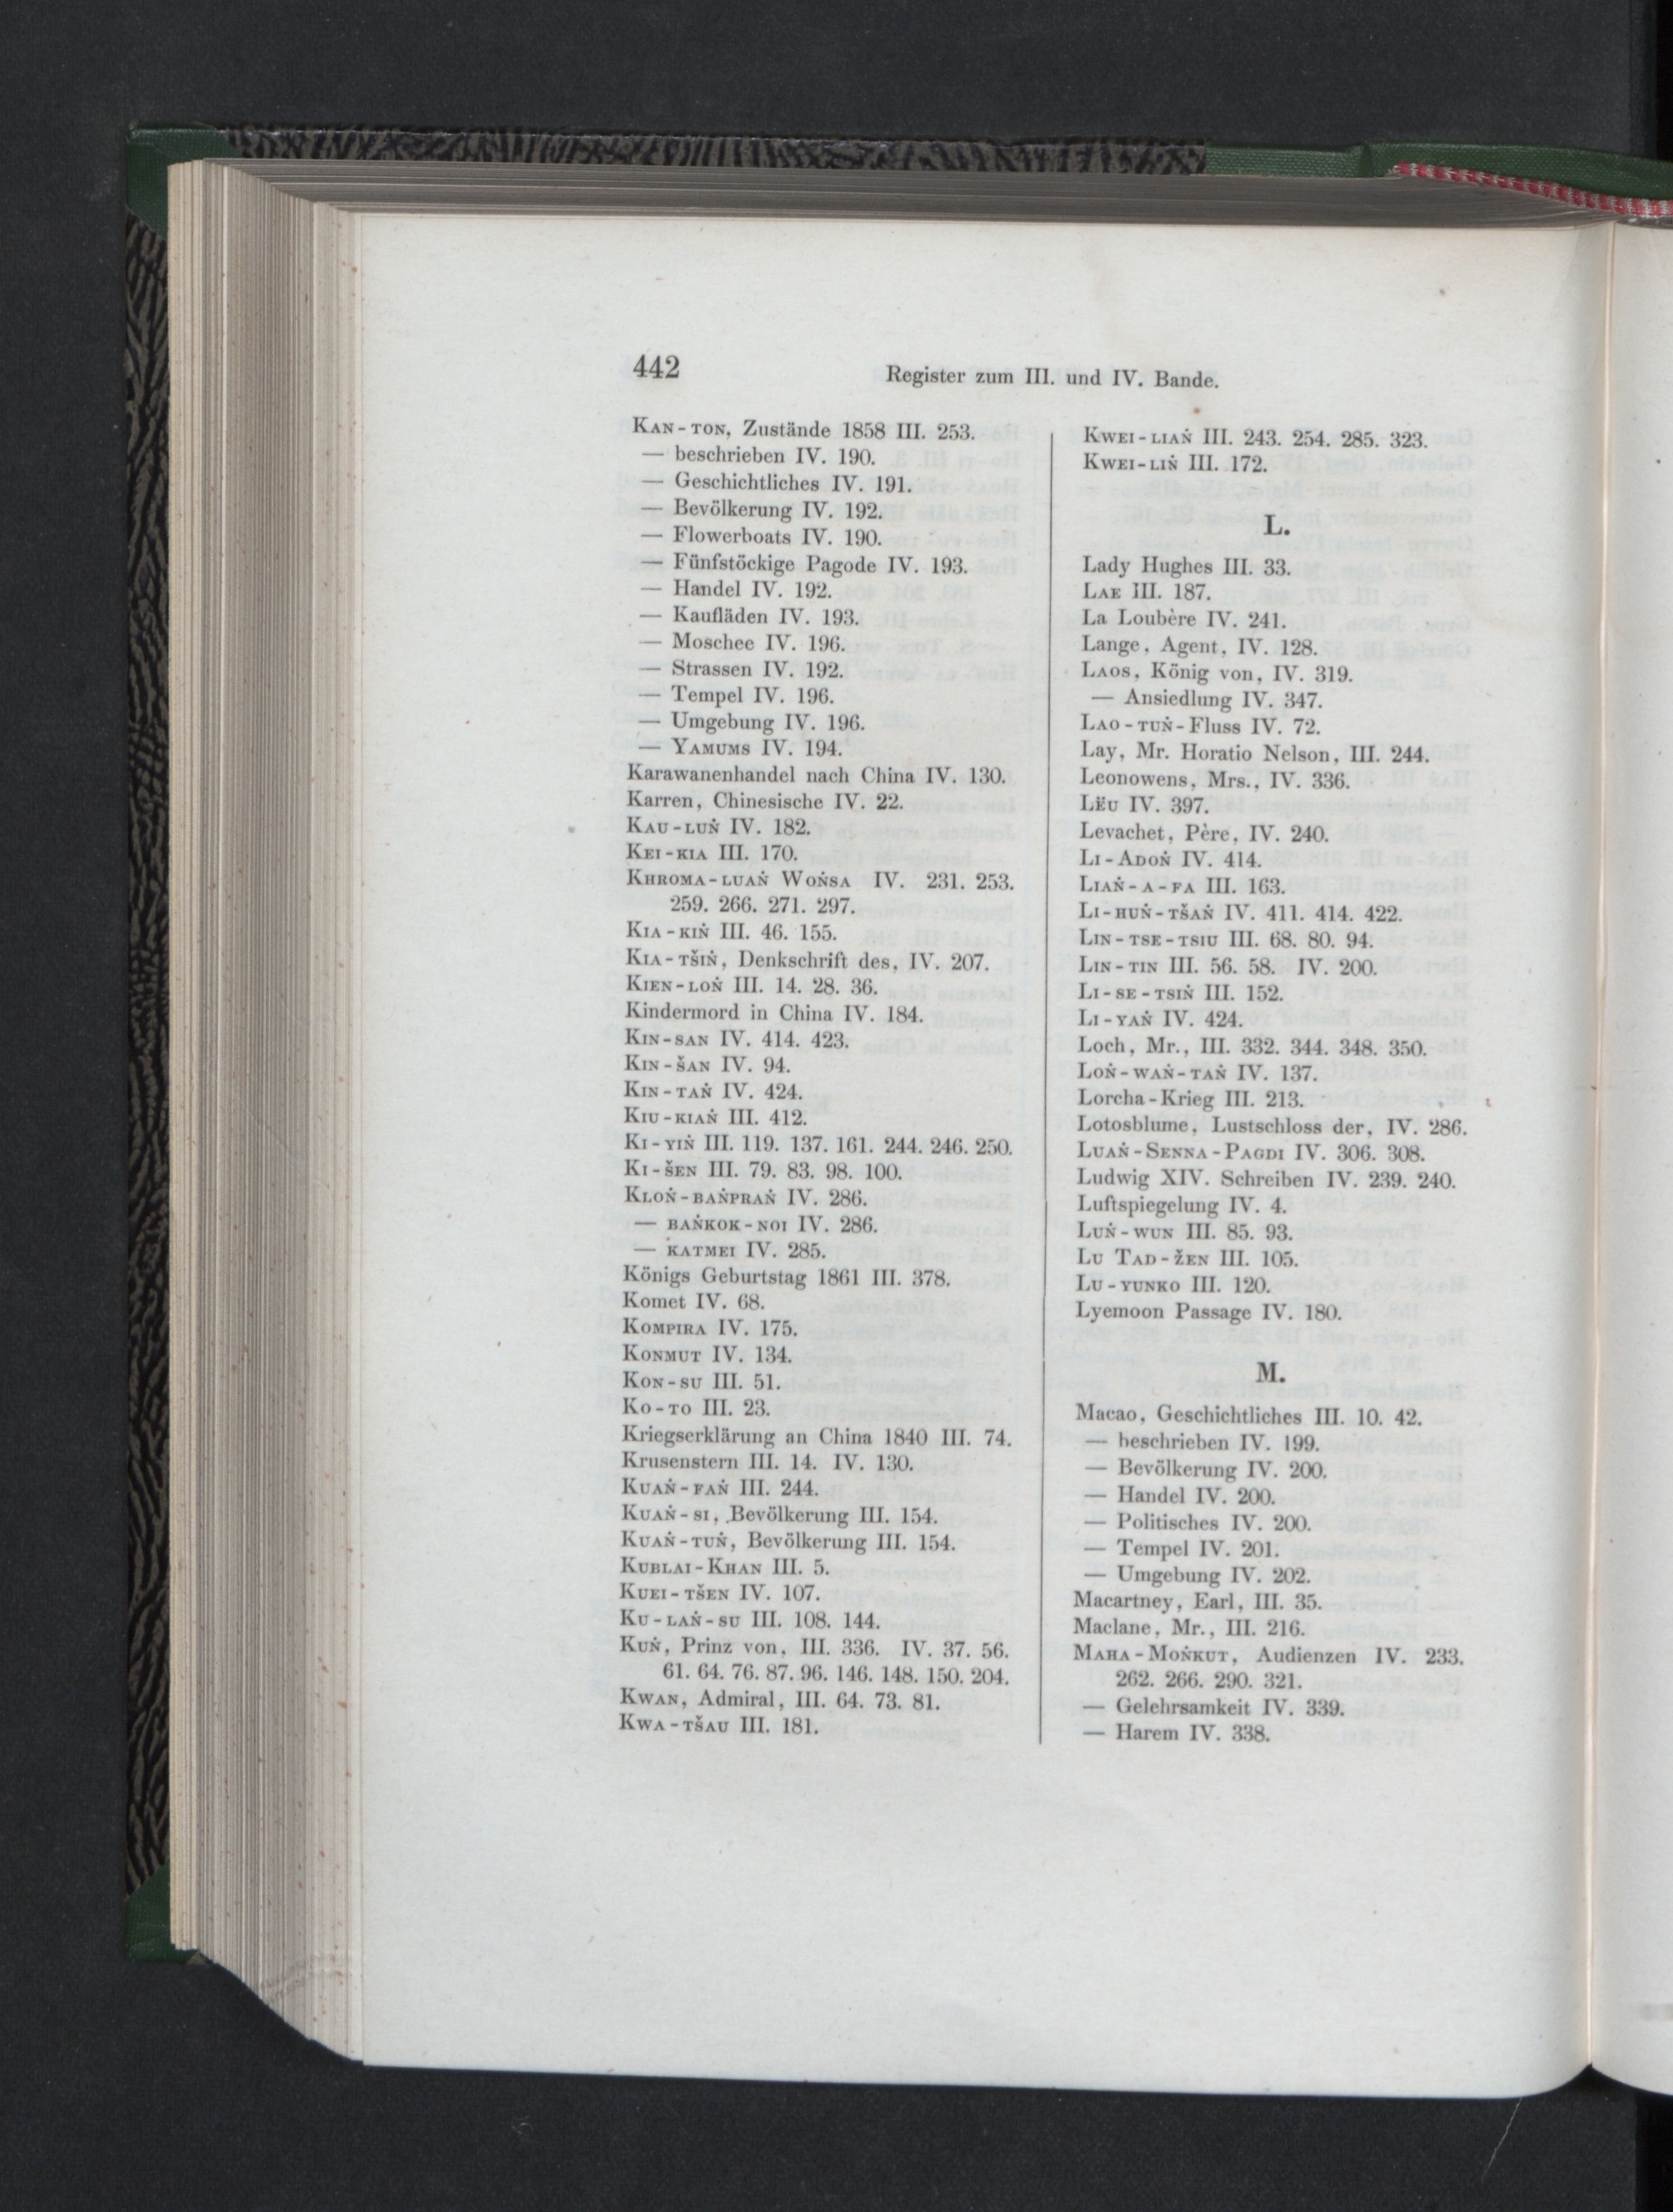 442
Register zum III. und IV. Bande.
KAN-TON, Zustände 1858 III. 253.
— beschrieben IV. 190.
— Geschichtliches IV. 191.
— Bevölkerung IV. 192.
— Flowerboats IV. 190.
— Fünfstöckige Pagode IV. 193.
— Handel IV. 192.
— Kaufläden IV. 193.
— Moschee IV. 196.
— Strassen IV. 192.
— Tempel IV. 196.
— Umgebung IV. 196.
— YAMUMS IV. 194.
Karawanenhandel nach China IV. 130.
Karren, Chinesische IV. 22.
KAU-LUṄ IV. 182.
KEI-KIA III. 170.
KHROMA-LUAṄ WOṄSA IV. 231. 253.
259. 266. 271. 297.
KIA-KIṄ III. 46. 155.
KIA-TŠIṄ, Denkschrift des, IV. 207.
KIEN-LOṄ III. 14. 28. 36.
Kindermord in China IV. 184.
KIN-SAN IV. 414. 423.
KIN-ŠAN IV. 94.
KIN-TAṄ IV. 424.
KIU-KIAṄ III. 412.
KI-YIṄ III. 119. 137. 161. 244. 246. 250.
KI-ŠEN III. 79. 83. 98. 100.
KLOṄ-BAṄPRAṄ IV. 286.
— BAṄKOK-NOI IV. 286.
— KATMEI IV. 285.
Königs Geburtstag 1861 III. 378.
Komet IV. 68.
KOMPIRA IV. 175.
KONMUT IV. 134.
KON-SU III. 51.
KO-TO III. 23.
Kriegserklärung an China 1840 III. 74.
Krusenstern III. 14. IV. 130.
KUAṄ-FAṄ III. 244.
KUAṄ-SI, Bevölkerung III. 154.
KUAṄ-TUṄ, Bevölkerung III. 154.
KUBLAI-KHAN III. 5.
KUEI-TŠEN IV. 107.
KU-LAṄ-SU III. 108. 144.
KUṄ, Prinz von, III. 336. IV. 37. 56.
61. 64. 76. 87. 96. 146. 148. 150. 204.
KWAN, Admiral, III. 64. 73. 81.
KWA-TŠAU III. 181.
KWEI-LIAṄ III. 243. 254. 285. 323.
KWEI-LIṄ III. 172.
L.
Lady Hughes III. 33.
LAE III. 187.
La Loubère IV. 241.
Lange, Agent, IV. 128.
LAOS, König von, IV. 319.
— Ansiedlung IV. 347.
LAO-TUṄ-Fluss IV. 72.
Lay, Mr. Horatio Nelson, III. 244.
Leonowens, Mrs., IV. 336.
LËU IV. 397.
Levachet, Père, IV. 240.
LI-ADOṄ IV. 414.
LIAṄ-A-FA III. 163.
LI-HUṄ-TŠAṄ IV. 411. 414. 422.
LIN-TSE-TSIU III. 68. 80. 94.
LIN-TIN III. 56. 58. IV. 200.
LI-SE-TSIṄ III. 152.
LI-YAṄ IV. 424.
Loch, Mr., III. 332. 344. 348. 350.
LOṄ-WAṄ-TAṄ IV. 137.
Lorcha-Krieg III. 213.
Lotosblume, Lustschloss der, IV. 286.
LUAṄ-SENNA-PAGDI IV. 306. 308.
Ludwig XIV. Schreiben IV. 239. 240.
Luftspiegelung IV. 4.
LUṄ-WUN III. 85. 93.
LU TAD-ŽEN III. 105.
LU-YUNKO III. 120.
Lyemoon Passage IV. 180.
M.
Macao, Geschichtliches III. 10. 42.
— beschrieben IV. 199.
— Bevölkerung IV. 200.
— Handel IV. 200.
— Politisches IV. 200.
— Tempel IV. 201.
— Umgebung IV. 202.
Macartney, Earl, III. 35.
Maclane, Mr., III. 216.
MAHA-MOṄKUT, Audienzen IV. 233.
262. 266. 290. 321.
— Gelehrsamkeit IV. 339.
— Harem IV. 338.